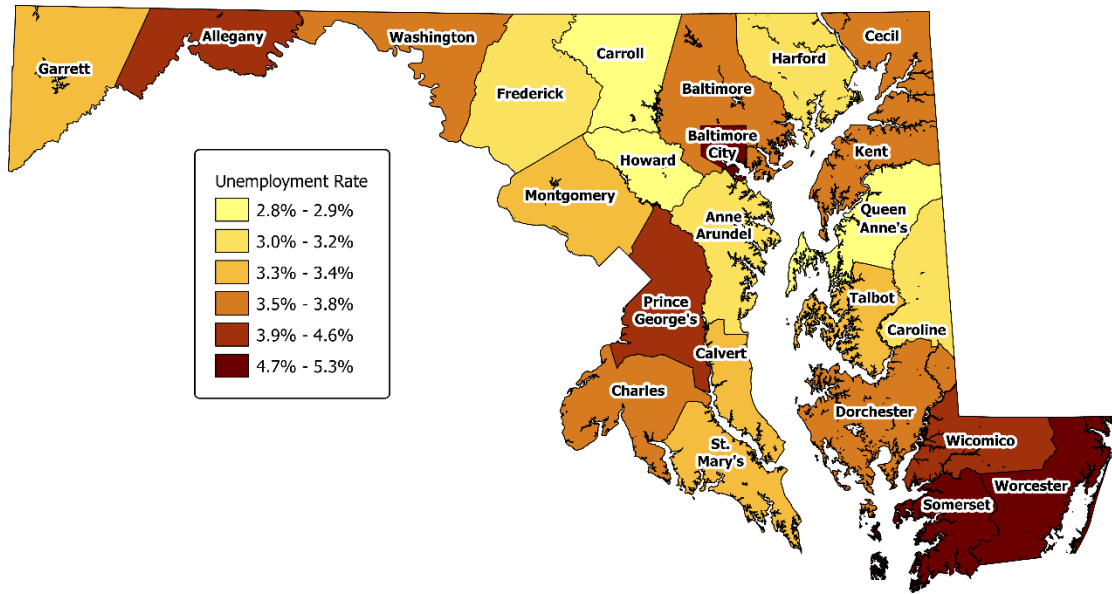 Garrett
Allegany
Washington
Frederick
Carroll
Baltimore
Harford
Cecil
Baltimore
City
Howard
Montgomery
Anne
Arundel
Kent
Queen
Anne's
Talbot
Caroline
Prince
George's
Calvert
Charles
St.
Mary's
Dorchester
Wicomico
Worcester
Somerset
Unemployment Rate
2.8% - 2.9%
3.0% - 3.2%
3.3% - 3.4%
3.5% - 3.8%
3.9% - 4.6%
4.7% - 5.3%